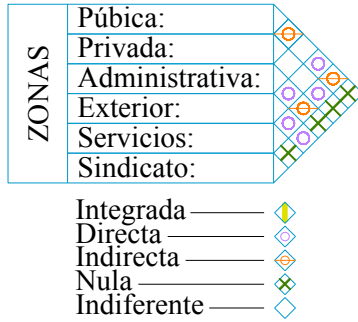 ZONAS
Púbica:
Privada:
Administrativa:
Exterior:
Servicios:
Sindicato:
Integrada
Directa
Indirecta
Nula
Indiferente